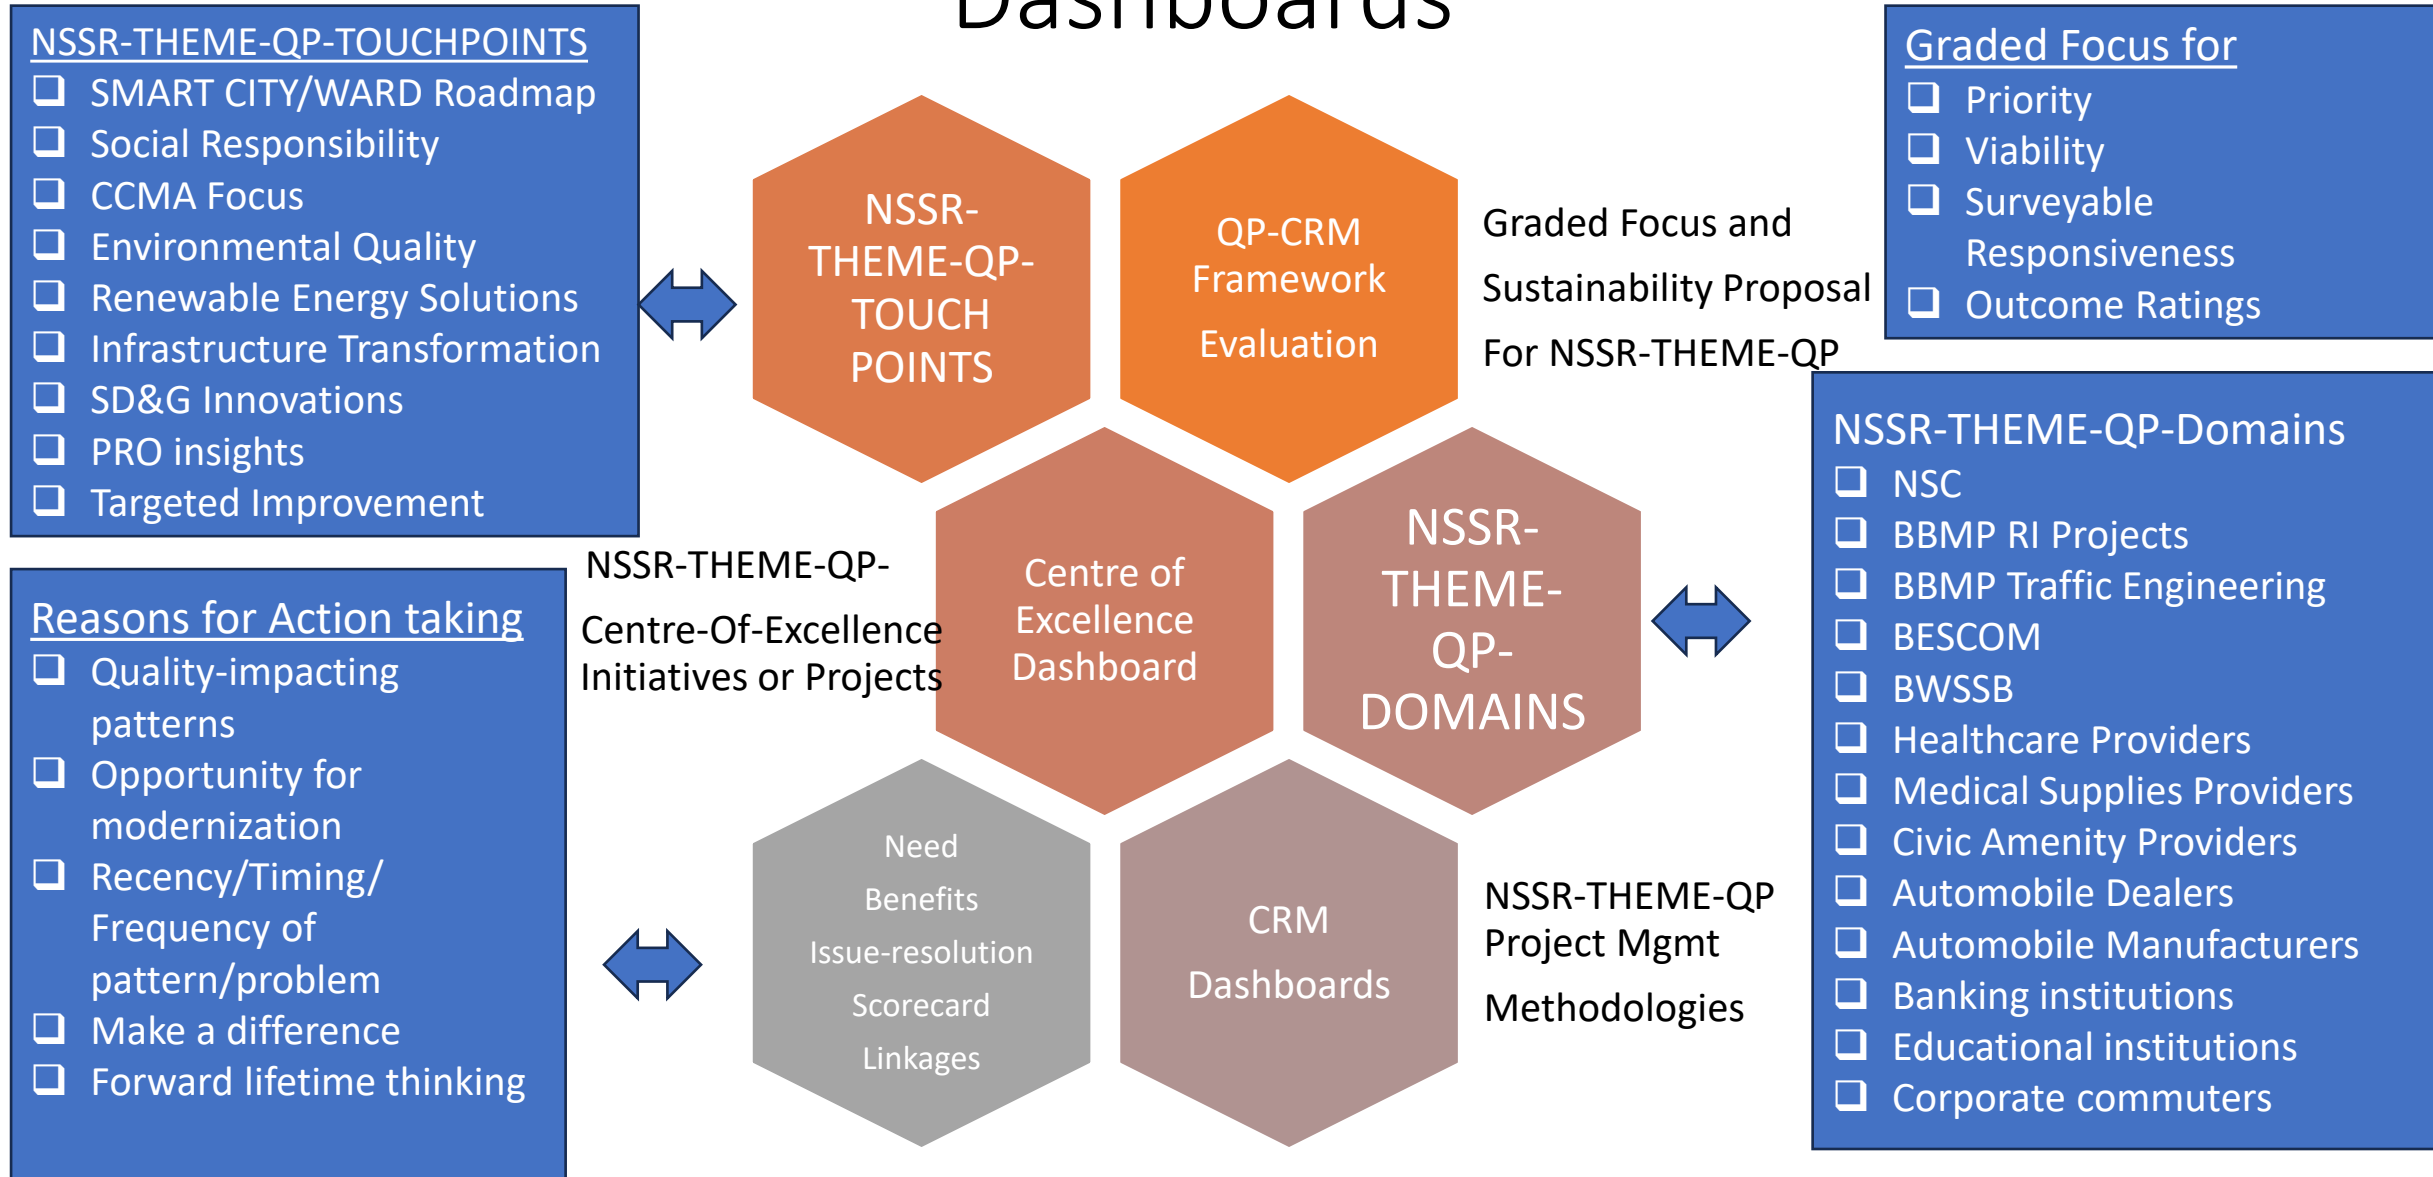 Dashboards
NSSR-THEME-QP-TOUCHPOINTS
SMART CITY/WARD Roadmap
Social Responsibility
CCMA Focus
Environmental Quality
Renewable Energy Solutions
Infrastructure Transformation
SD&G Innovations
PRO insights
Targeted Improvement
Reasons for Action taking
Quality-impacting
patterns
Opportunity for
modernization
Recency/Timing/
Frequency of
pattern/problem
Make a difference
Forward lifetime thinking
NSSR-
THEME-QP-
TOUCH
POINTS
QP-CRM
Framework
Evaluation
Graded Focus and
Sustainability Proposal
For NSSR-THEME-QP
NSSR-THEME-QP-
Centre-Of-Excellence
Initiatives or Projects
Centre of
Excellence
Dashboard
NSSR-
THEME-
QP-
DOMAINS
Need
Benefits
Issue-resolution
Scorecard
Linkages
CRM
Dashboards
NSSR-THEME-QP
Project Mgmt
Methodologies
Graded Focus for
Priority
Viability
Surveyable
Responsiveness
Outcome Ratings
NSSR-THEME-QP-Domains
NSC
BBMP RI Projects
BBMP Traffic Engineering
BESCOM
BWSSB
Healthcare Providers
Medical Supplies Providers
Civic Amenity Providers
Automobile Dealers
Automobile Manufacturers
Banking institutions
Educational institutions
Corporate commuters